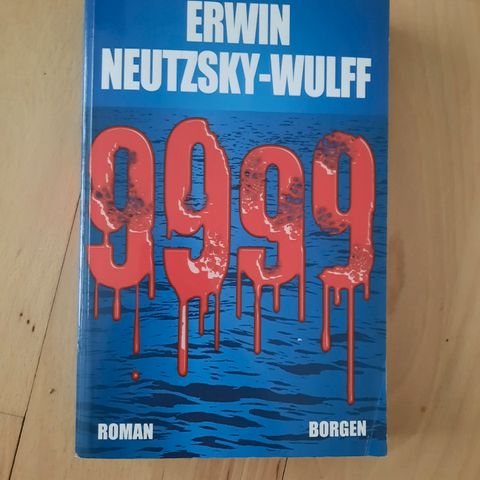 ERWIN
NEUTZSKY-WULFF
9999
ROMAN
BORGEN